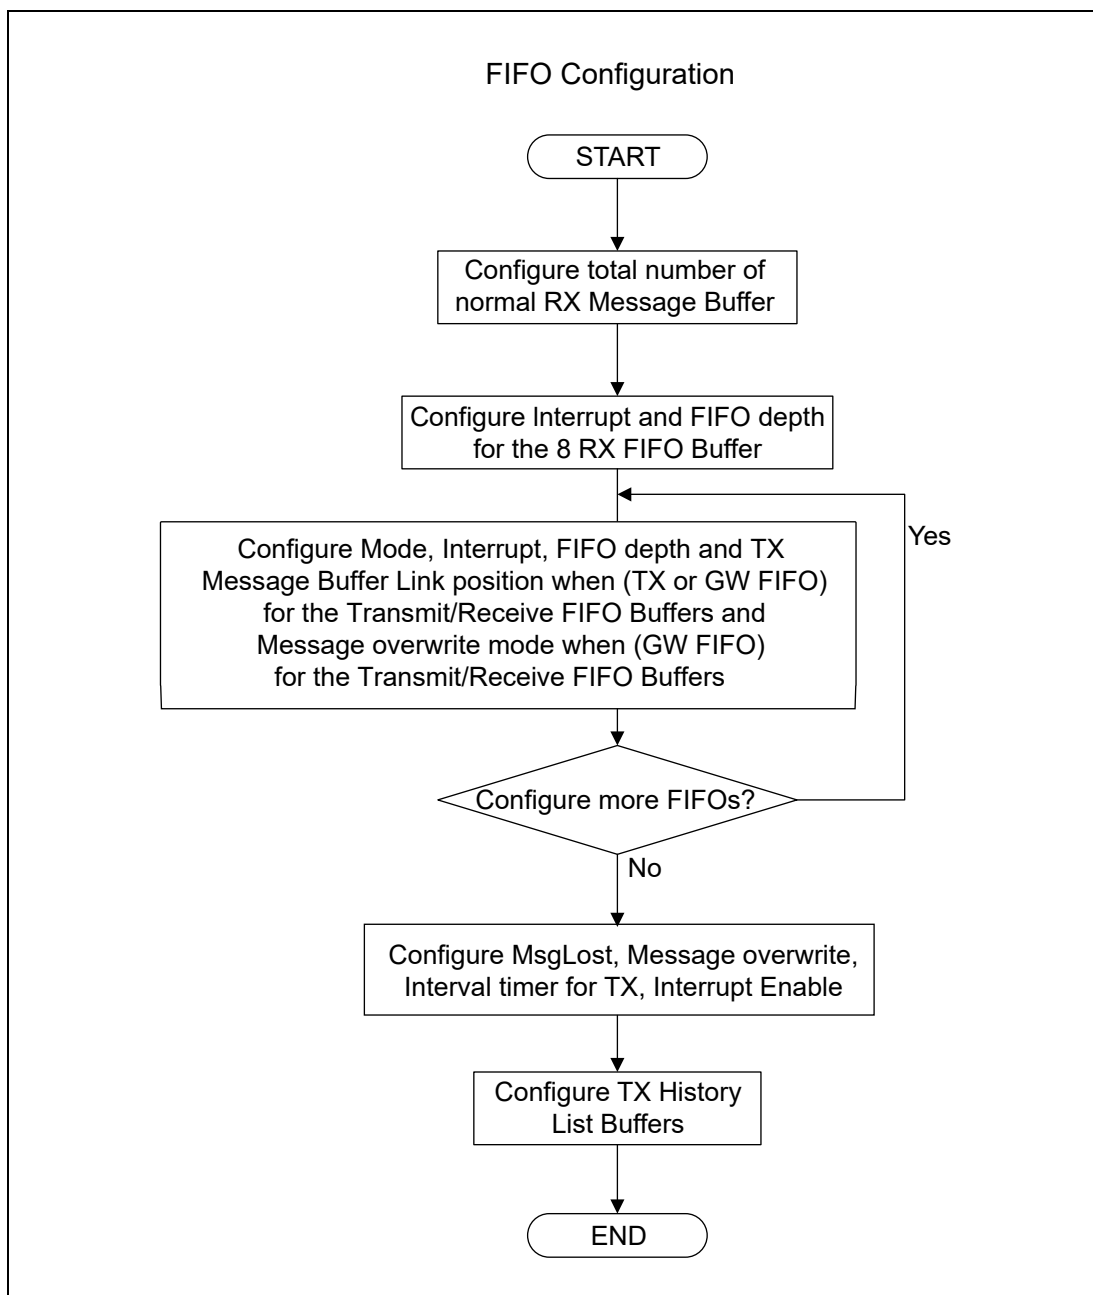 FIFO Configuration
START
Configure total number of
normal RX Message Buffer
Configure Interrupt and FIFO depth
for the 8 RX FIFO Buffer
Yes
Configure Mode, Interrupt, FIFO depth and TX
Message Buffer Link position when (TX or GW FIFO)
for the Transmit/Receive FIFO Buffers and
Message overwrite mode when (GW FIFO)
for the Transmit/Receive FIFO Buffers
Configure more FIFOs?
No
Configure MsgLost, Message overwrite,
Interval timer for TX, Interrupt Enable
Configure TX History
List Buffers
END